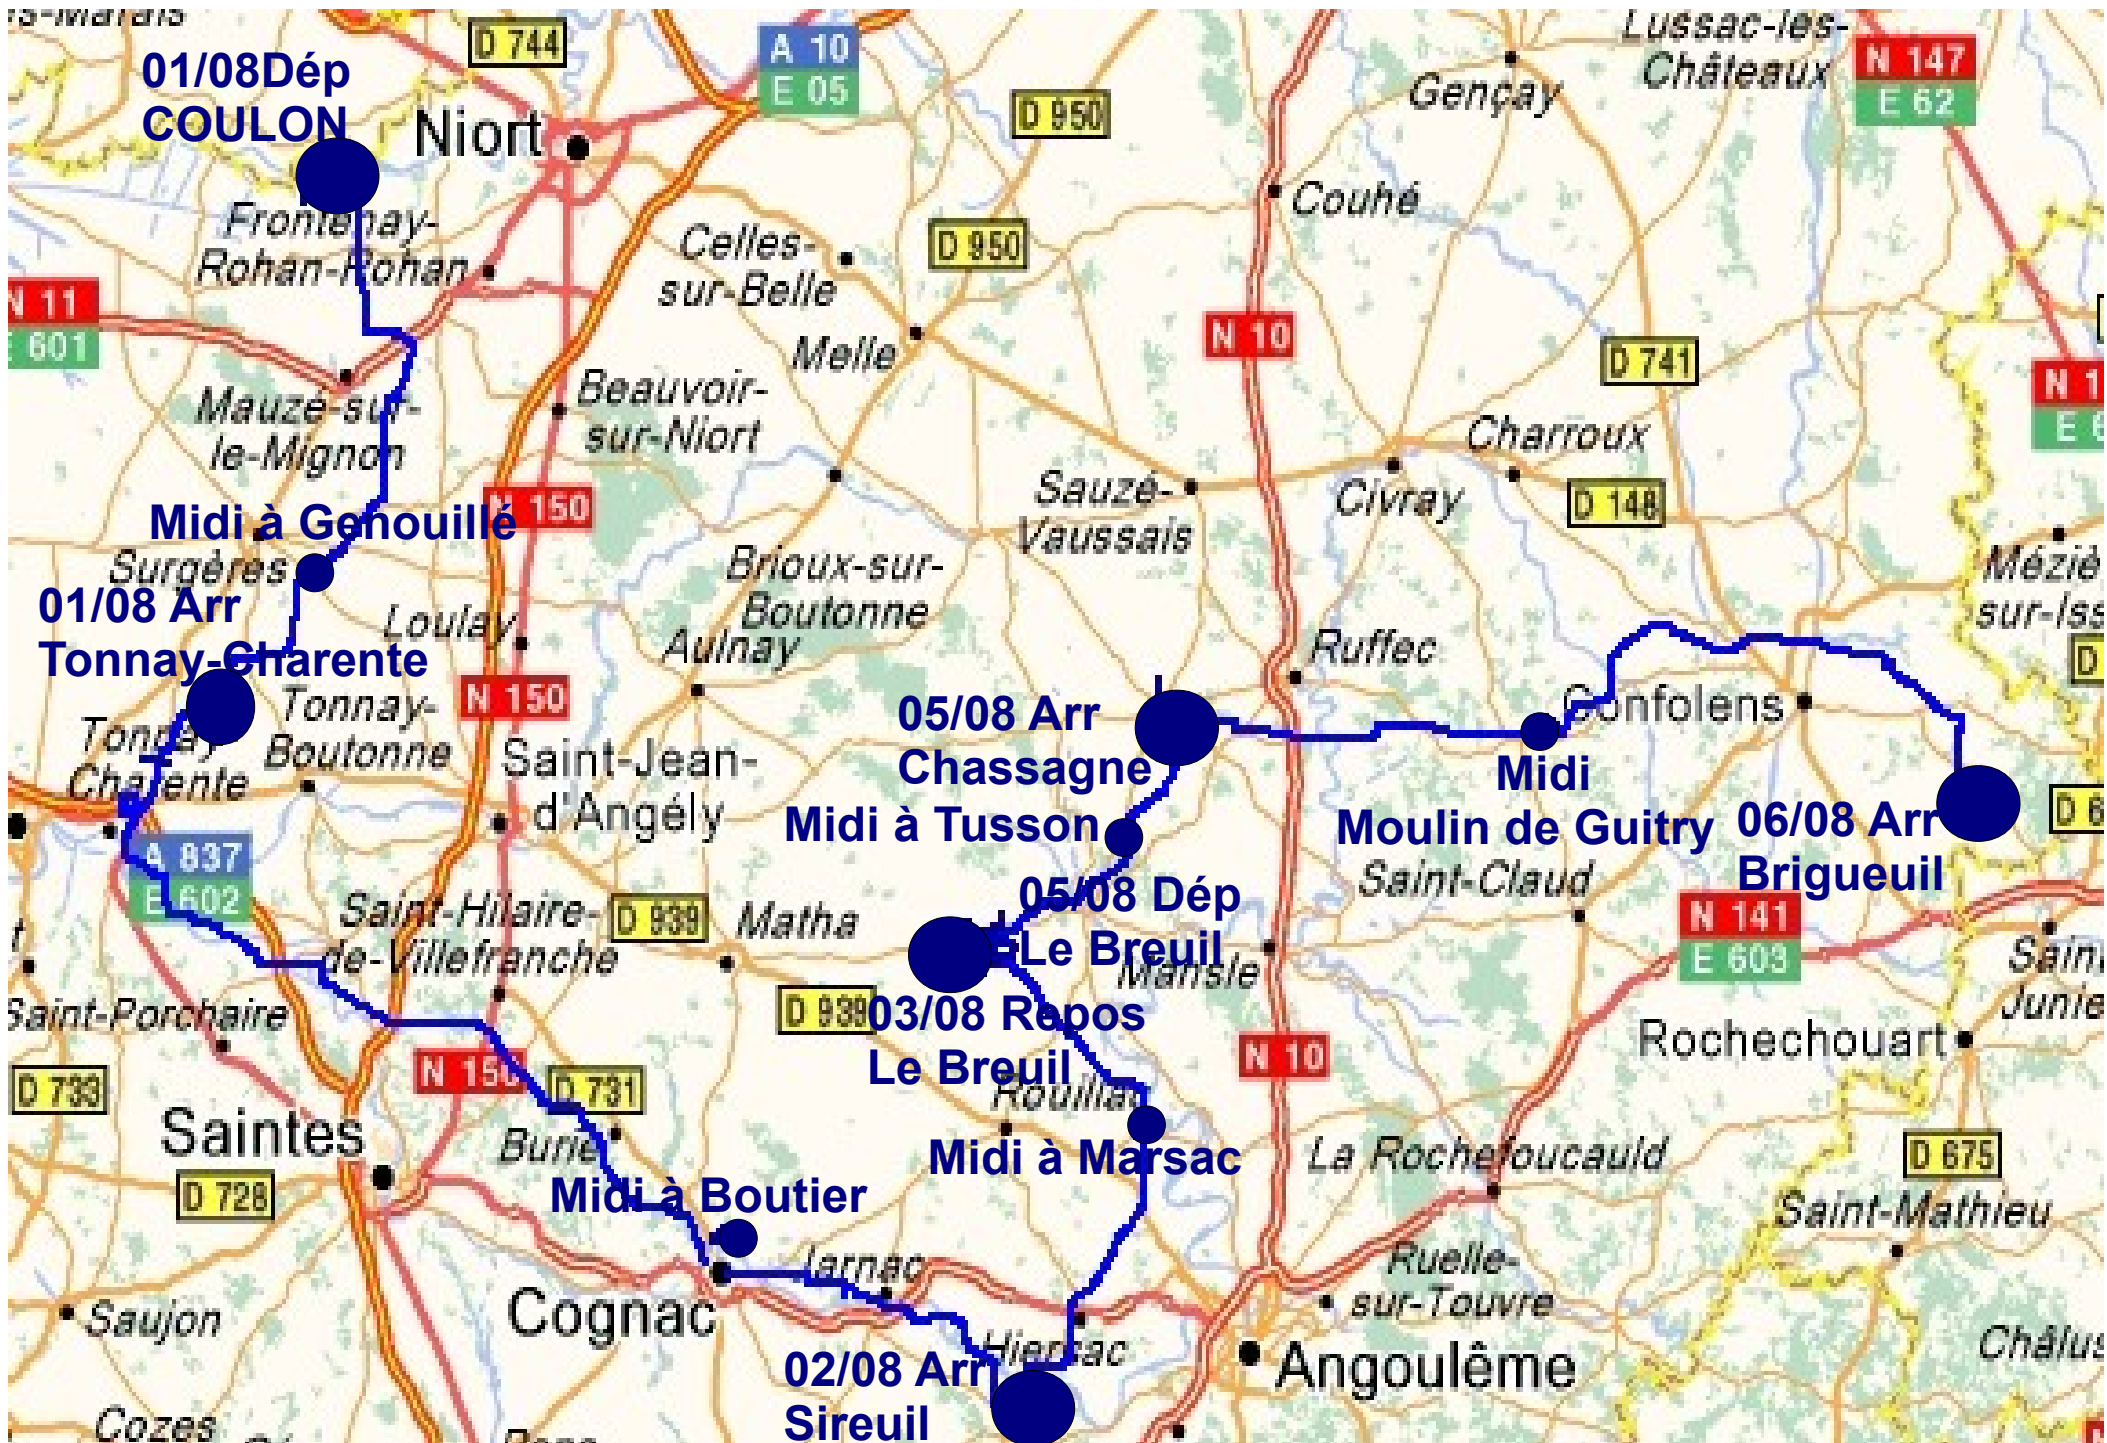 D 744
A 10
E 05
Lussac-les-
Châteaux
N 147
E 62
01/08Dép
COULON
Niort
D 950
Gençay
Frontenay-
Rohan-Rohan
Celles-
sur-Belle
D 950
Couhé
N 11
E 601
Melle
N 10
D 741
Mauzé-sur-
le-Mignon
Beauvoir-
sur-Niort
Charroux
Civray
D 148
Sauzé-
Vaussais
N 150
Midi à Genouillé
Surgères
01/08 Arr
Tonnay-Charente
Loulay
Brioux-sur-
Boutonne
Aulnay
Ruffec
N 150
Tonnay-
Boutonne
Tonnay
Charente
Saint-Jean-
d'Angély
05/08 Arr
Chassagne
Midi à Tusson
Confolens
Midi
Moulin de Guitry
06/08 Arr
Brigueuil
A 837
E 602
Saint-Hilaire-
de-Villefranche
D 939
Matha
05/08 Dép
Le Breuil
Mansle
Saint-Claud
N 141
E 603
Saint-Porchaire
D 939
03/08 Repos
Le Breuil
N 10
Rochechouart
D 733
N 150
D 731
Rouillac
Saintes
Burie
Midi à Marsac
La Rochefoucauld
D 675
D 728
Midi à Boutier
Saint-Mathieu
Jarnac
Ruelle-
sur-Touvre
Saujon
Cognac
Hiersac
02/08 Arr
Sireuil
Angoulême
Cozes